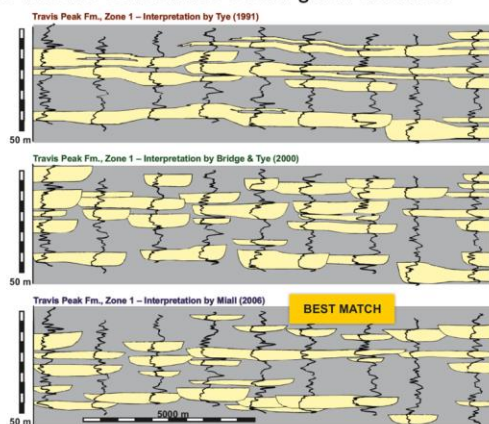 Travis Peak Fm., Zone 1 – Interpretation by Tye (1991)
50 m
Travis Peak Fm., Zone 1 – Interpretation by Bridge & Tye (2000)
50 m
Travis Peak Fm., Zone 1 – Interpretation by Miall (2006)
BEST MATCH
5000 m
50 m